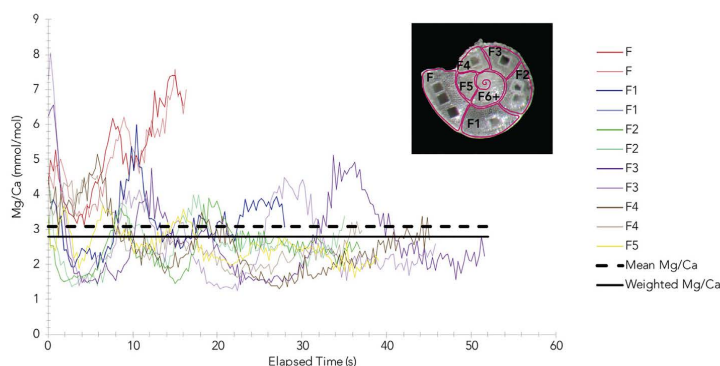 9
8
7
6
5
4
3
2
1
0
Mg/Ca (mmol/mol)
0 10 20 30 40 50 60
Elapsed Time (s)
F
F1
F2
F3
F4
F5
F6+
F
F
F1
F1
F2
F2
F3
F3
F4
F4
F5
Mean Mg/Ca
Weighted Mg/Ca